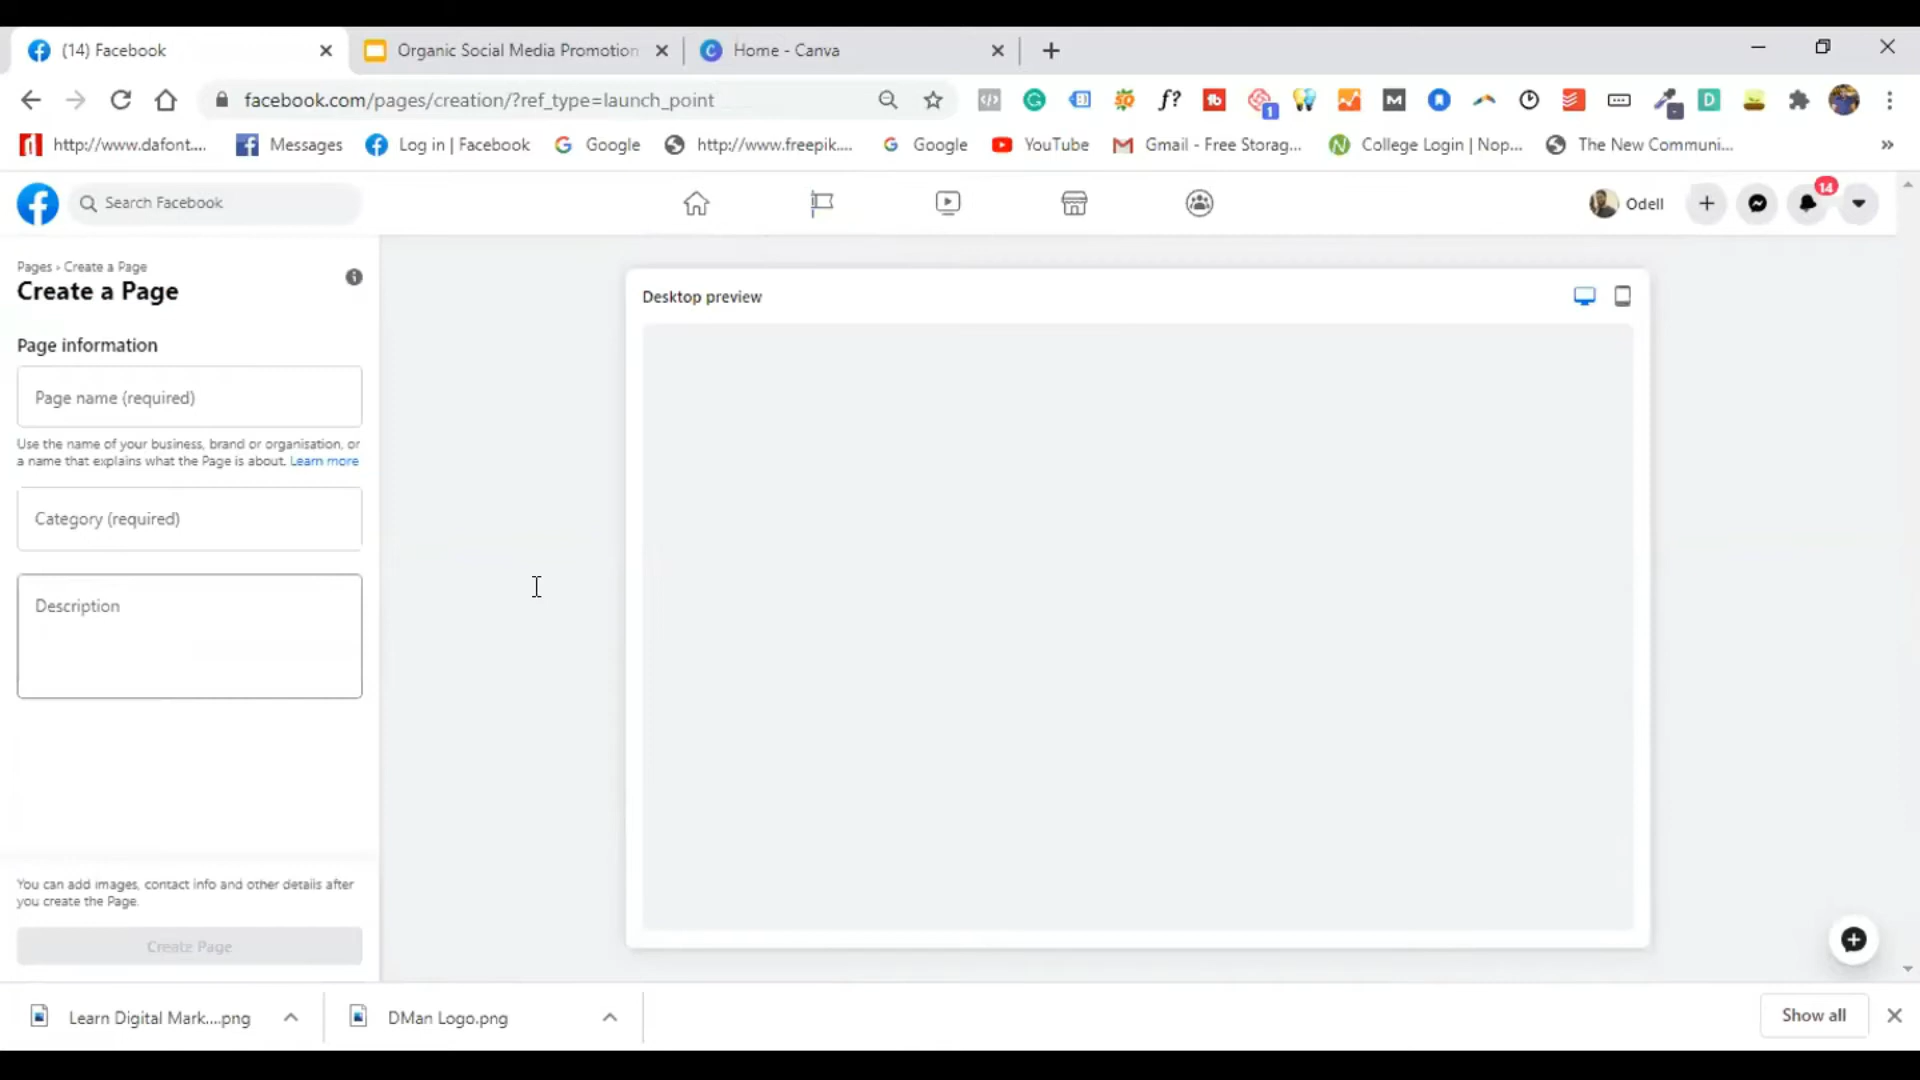 (14) Facebook
Organic Social Media Promotion
Home - Canva
facebook.com/pages/creation/?ref_type=launch_point
http://www.dafont....
Messages
Log in | Facebook
Google
http://www.freepik....
Google
YouTube
Gmail - Free Storag...
College Login | Nop...
The New Communi...
Search Facebook
Odell
14
Pages › Create a Page
Create a Page
Page information
Page name (required)
Use the name of your business, brand or organisation, or
a name that explains what the Page is about. Learn more
Category (required)
Description
You can add images, contact info and other details after
you create the Page.
Create Page
Desktop preview
Learn Digital Mark....png
DMan Logo.png
Show all